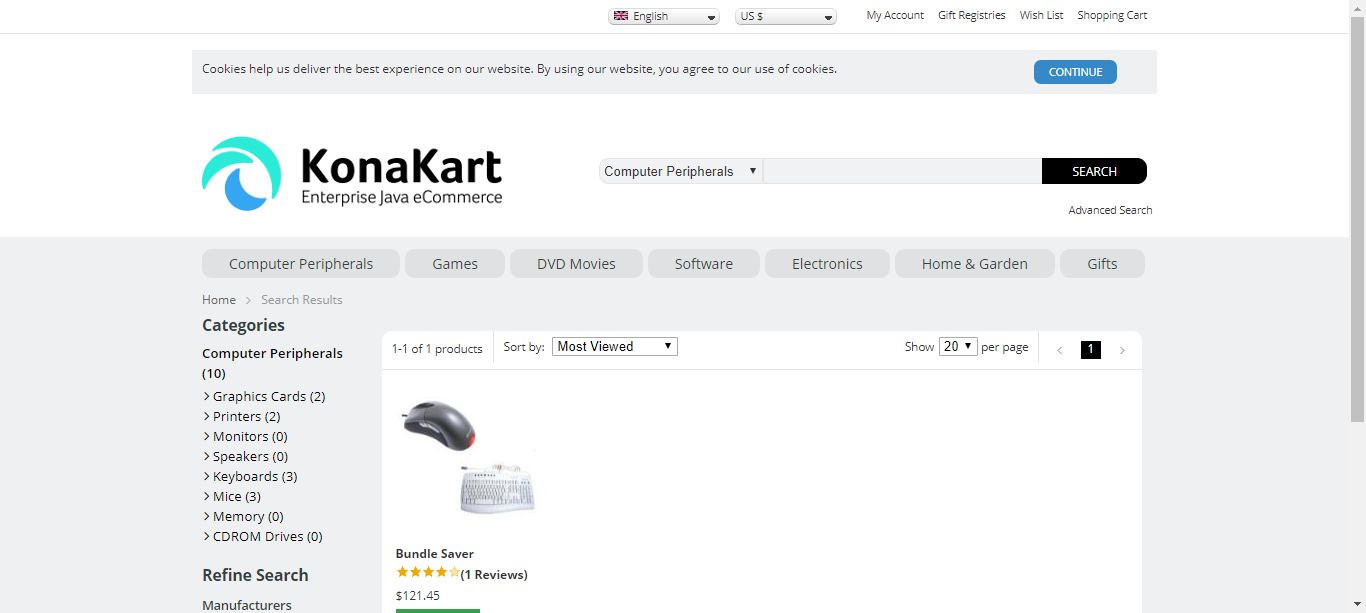 English
US $
My Account
Gift Registries
Wish List
Shopping Cart
Cookies help us deliver the best experience on our website. By using our website, you agree to our use of cookies.
CONTINUE
KonaKart
Enterprise Java eCommerce
Computer Peripherals
SEARCH
Advanced Search
Computer Peripherals
Games
DVD Movies
Software
Electronics
Home & Garden
Gifts
Home > Search Results
Categories
Computer Peripherals
(10)
> Graphics Cards (2)
> Printers (2)
> Monitors (0)
> Speakers (0)
> Keyboards (3)
> Mice (3)
> Memory (0)
> CDROM Drives (0)
Refine Search
Manufacturers
1-1 of 1 products
Sort by: Most Viewed
Show 20 per page
< 1 >
Bundle Saver
(1 Reviews)
$121.45